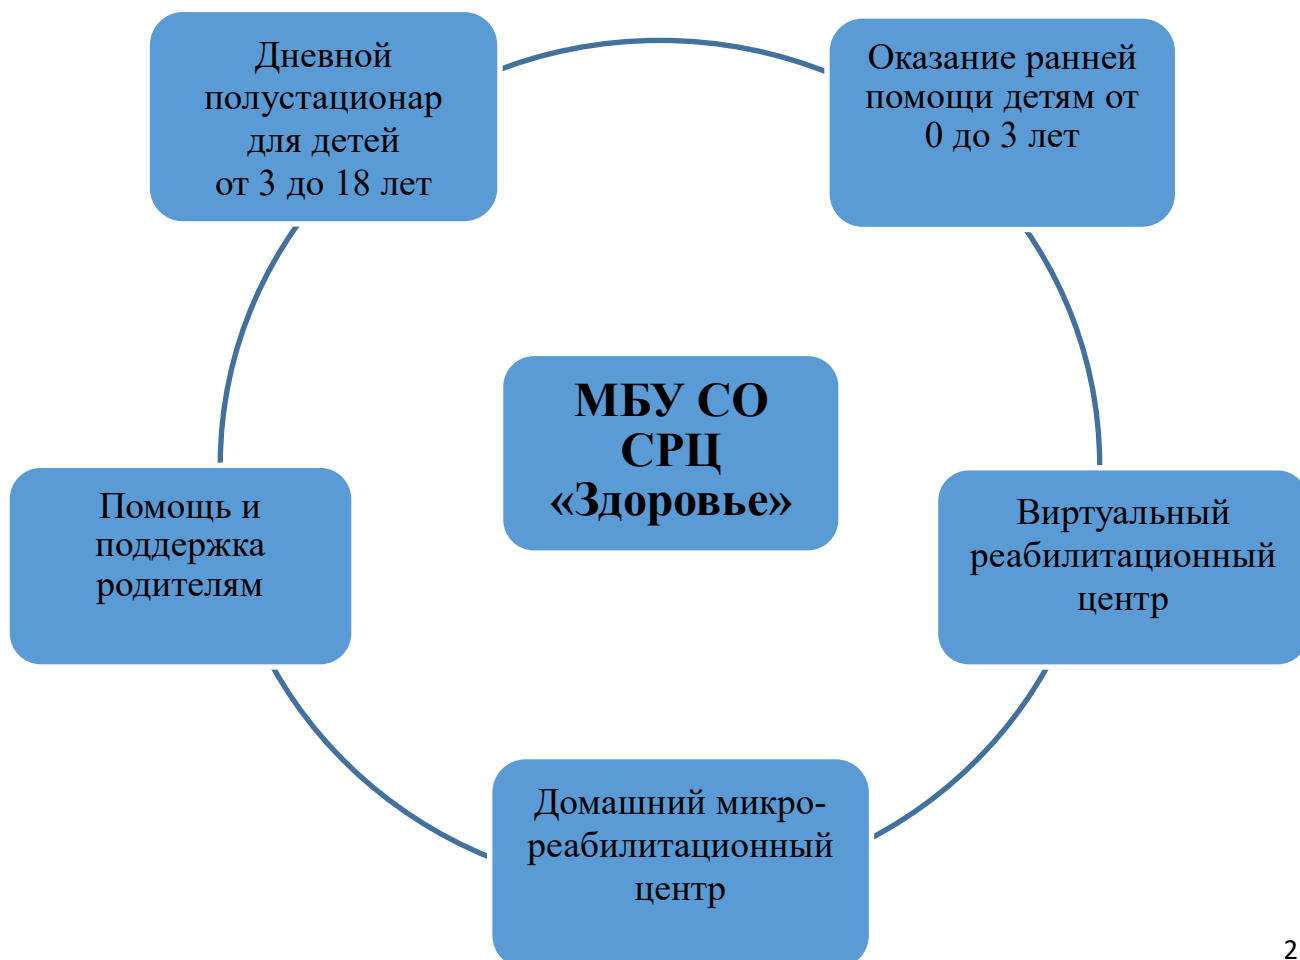 Дневной
полустационар
для детей
от 3 до 18 лет
Оказание ранней
помощи детям от
0 до 3 лет
МБУ СО
СРЦ
«Здоровье»
Помощь и
поддержка
родителям
Виртуальный
реабилитационный
центр
Домашний микро-
реабилитационный
центр
2